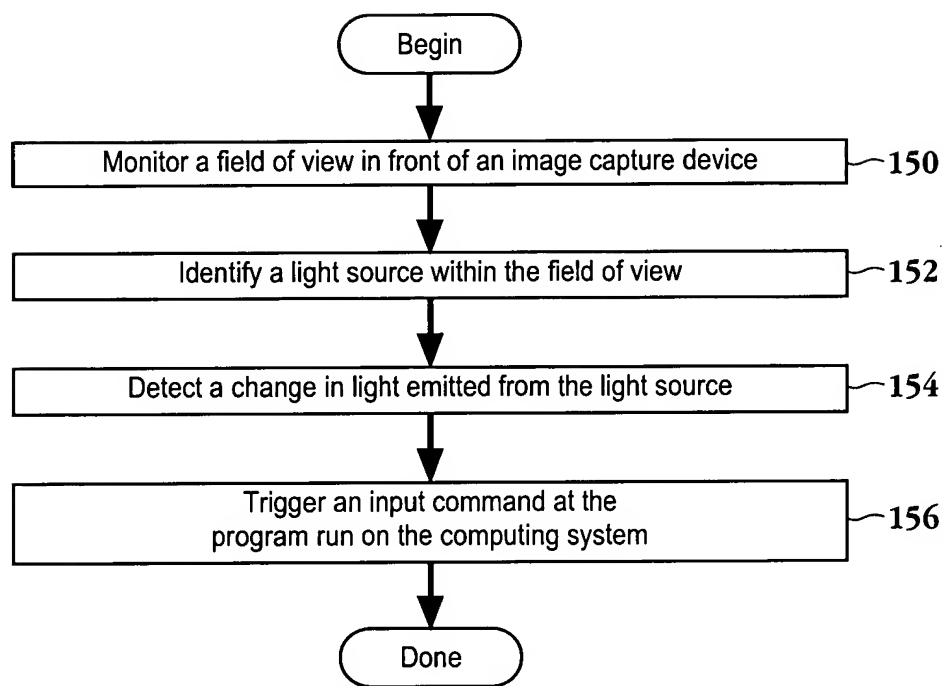 Begin
Monitor a field of view in front of an image capture device 150
Identify a light source within the field of view 152
Detect a change in light emitted from the light source 154
Trigger an input command at the
program run on the computing system 156
Done